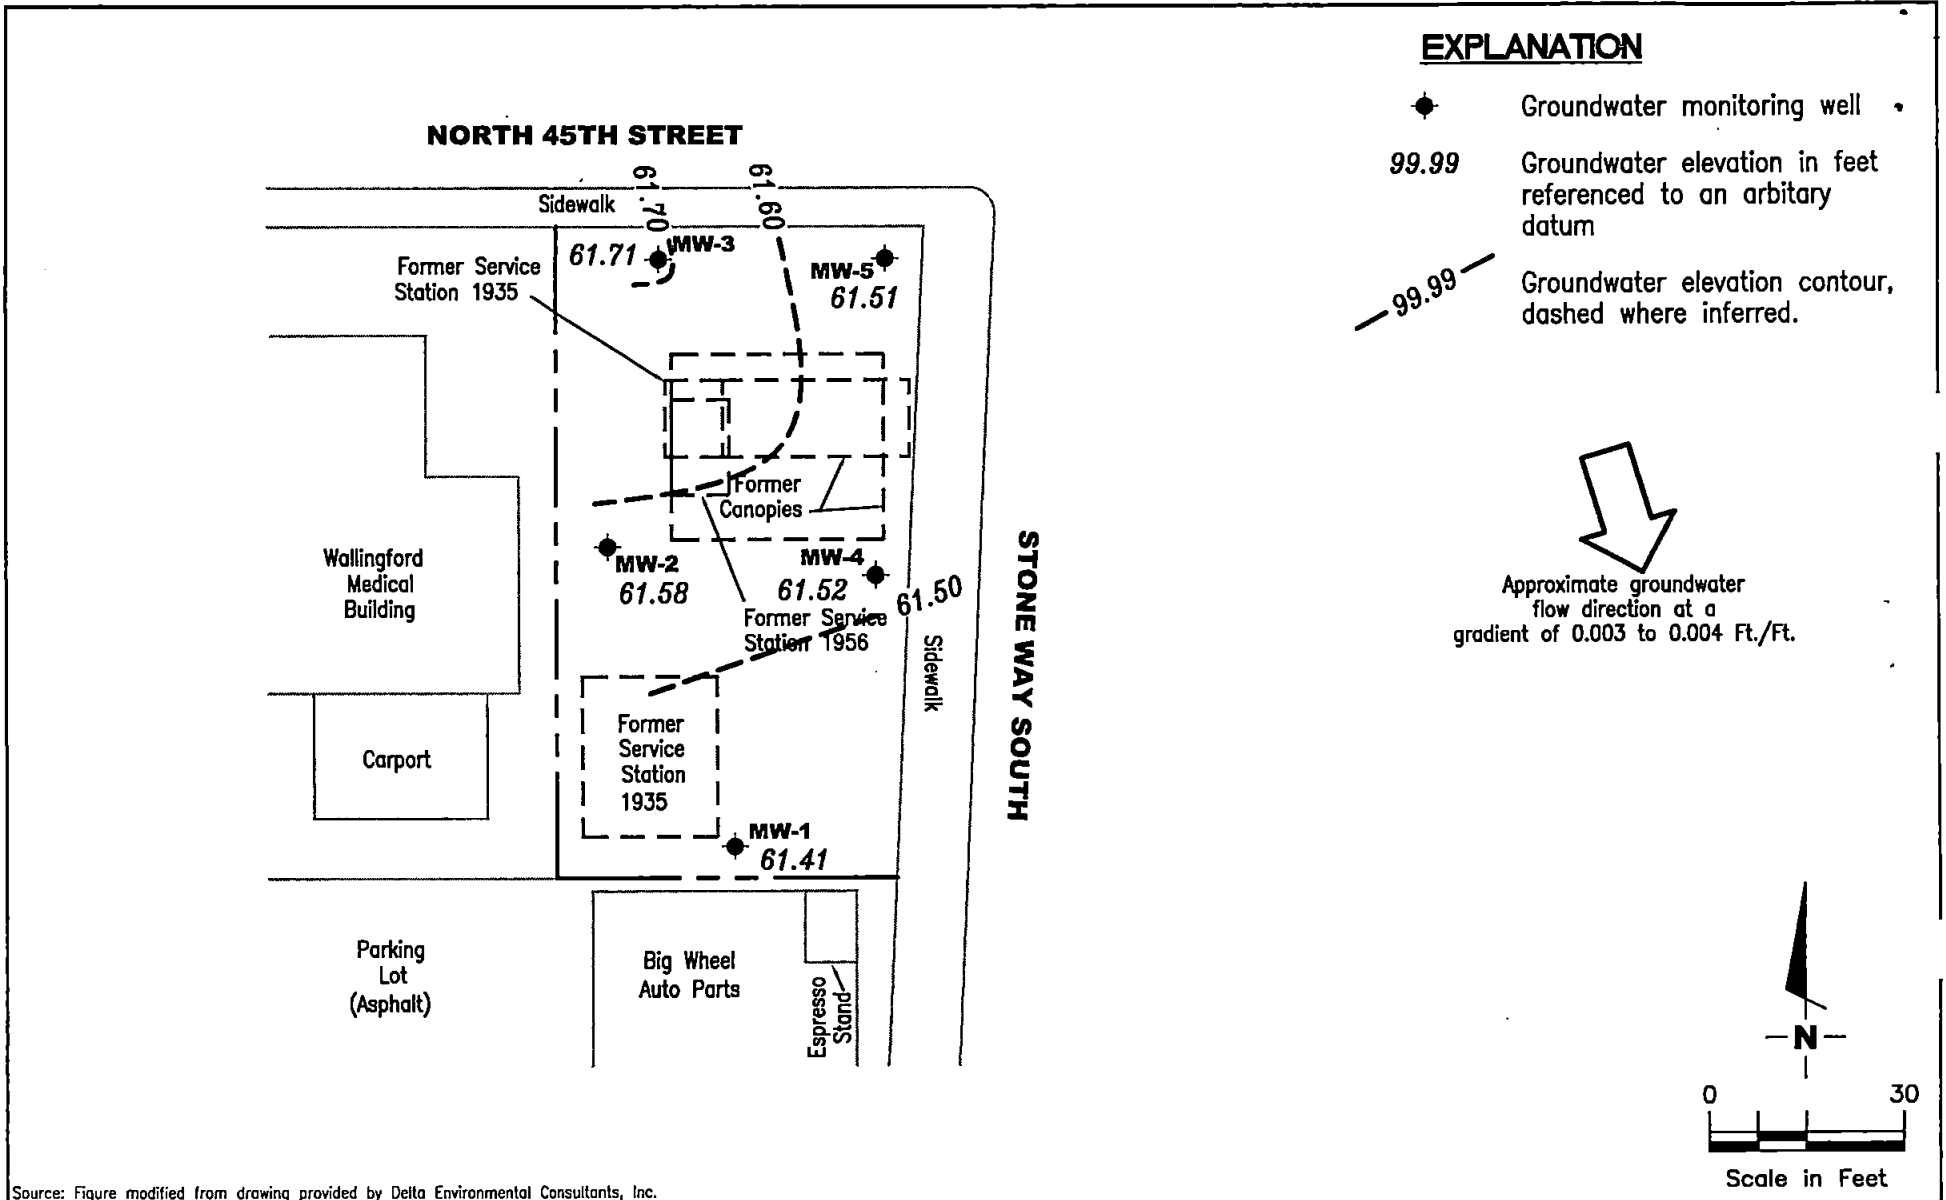 EXPLANATION
Groundwater monitoring well
99.99
Groundwater elevation in feet
referenced to an arbitary
datum
99.99
Groundwater elevation contour,
dashed where inferred.
NORTH 45TH STREET
61.70
61.60
Sidewalk
MW-3
61.71
MW-5
61.51
Former Service
Station 1935
Former
Canopies
Wallingford
Medical
Building
MW-2
61.58
MW-4
61.52
61.50
Former Service
Station 1956
STONE WAY SOUTH
Sidewalk
Former
Service
Station
1935
Carport
MW-1
61.41
Parking
Lot
(Asphalt)
Big Wheel
Auto Parts
Espresso
Stand
Approximate groundwater
flow direction at a
gradient of 0.003 to 0.004 Ft./Ft.
N
0 30
Scale in Feet
Source: Figure modified from drawing provided by Delta Environmental Consultants, Inc.